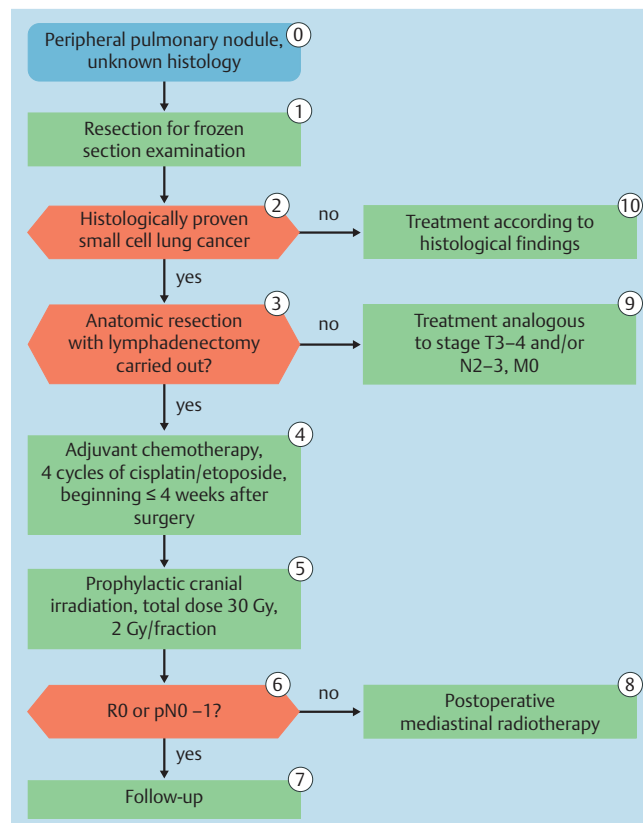 0
Peripheral pulmonary nodule,
unknown histology
1
Resection for frozen
section examination
2
Histologically proven
small cell lung cancer
no
10
Treatment according to
histological findings
yes
3
Anatomic resection
with lymphadenectomy
carried out?
no
9
Treatment analogous
to stage T3–4 and/or
N2–3, M0
yes
4
Adjuvant chemotherapy,
4 cycles of cisplatin/etoposide,
beginning ≤ 4 weeks after
surgery
5
Prophylactic cranial
irradiation, total dose 30 Gy,
2 Gy/fraction
6
R0 or pN0 –1?
no
8
Postoperative
mediastinal radiotherapy
yes
7
Follow-up